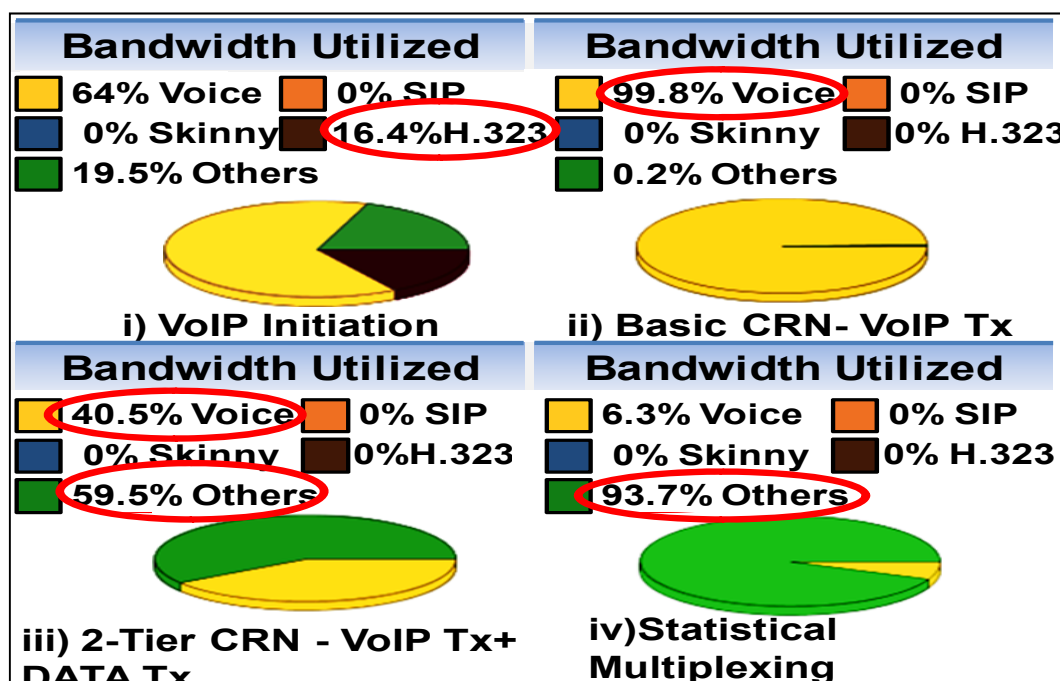 Bandwidth Utilized
64% Voice 0% SIP
0% Skinny 16.4%H.323
19.5% Others
i) VoIP Initiation
Bandwidth Utilized
99.8% Voice 0% SIP
0% Skinny 0% H.323
0.2% Others
ii) Basic CRN- VoIP Tx
Bandwidth Utilized
40.5% Voice 0% SIP
0% Skinny 0%H.323
59.5% Others
iii) 2-Tier CRN - VoIP Tx+
DATA Tx
Bandwidth Utilized
6.3% Voice 0% SIP
0% Skinny 0% H.323
93.7% Others
iv)Statistical
Multiplexing